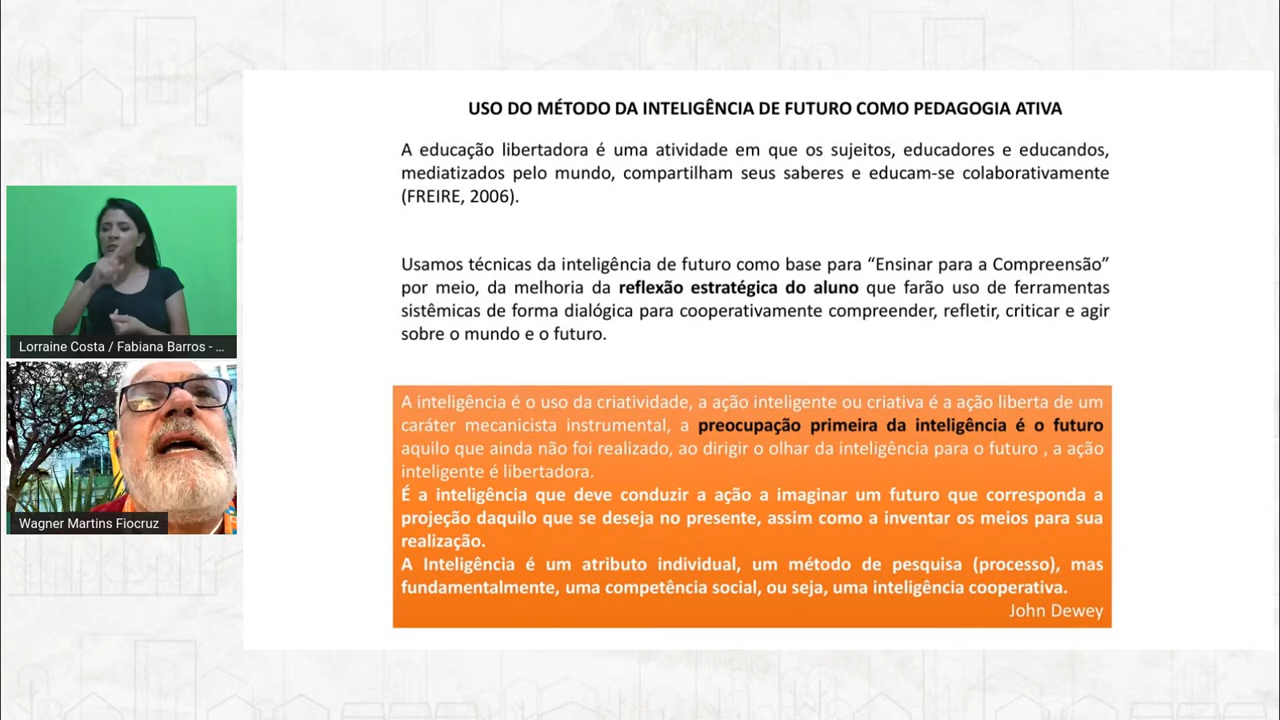 USO DO MÉTODO DA INTELIGÊNCIA DE FUTURO COMO PEDAGOGIA ATIVA
A educação libertadora é uma atividade em que os sujeitos, educadores e educandos,
mediatizados pelo mundo, compartilham seus saberes e educam-se colaborativamente
(FREIRE, 2006).
Usamos técnicas da inteligência de futuro como base para “Ensinar para a Compreensão”
por meio, da melhoria da reflexão estratégica do aluno que farão uso de ferramentas
sistêmicas de forma dialógica para cooperativamente compreender, refletir, criticar e agir
sobre o mundo e o futuro.
A inteligência é o uso da criatividade, a ação inteligente ou criativa é a ação liberta de um
caráter mecanicista instrumental, a preocupação primeira da inteligência é o futuro
aquilo que ainda não foi realizado, ao dirigir o olhar da inteligência para o futuro , a ação
inteligente é libertadora.
É a inteligência que deve conduzir a ação a imaginar um futuro que corresponda a
projeção daquilo que se deseja no presente, assim como a inventar os meios para sua
realização.
A Inteligência é um atributo individual, um método de pesquisa (processo), mas
fundamentalmente, uma competência social, ou seja, uma inteligência cooperativa.
John Dewey
Lorraine Costa / Fabiana Barros - ...
Wagner Martins Fiocruz